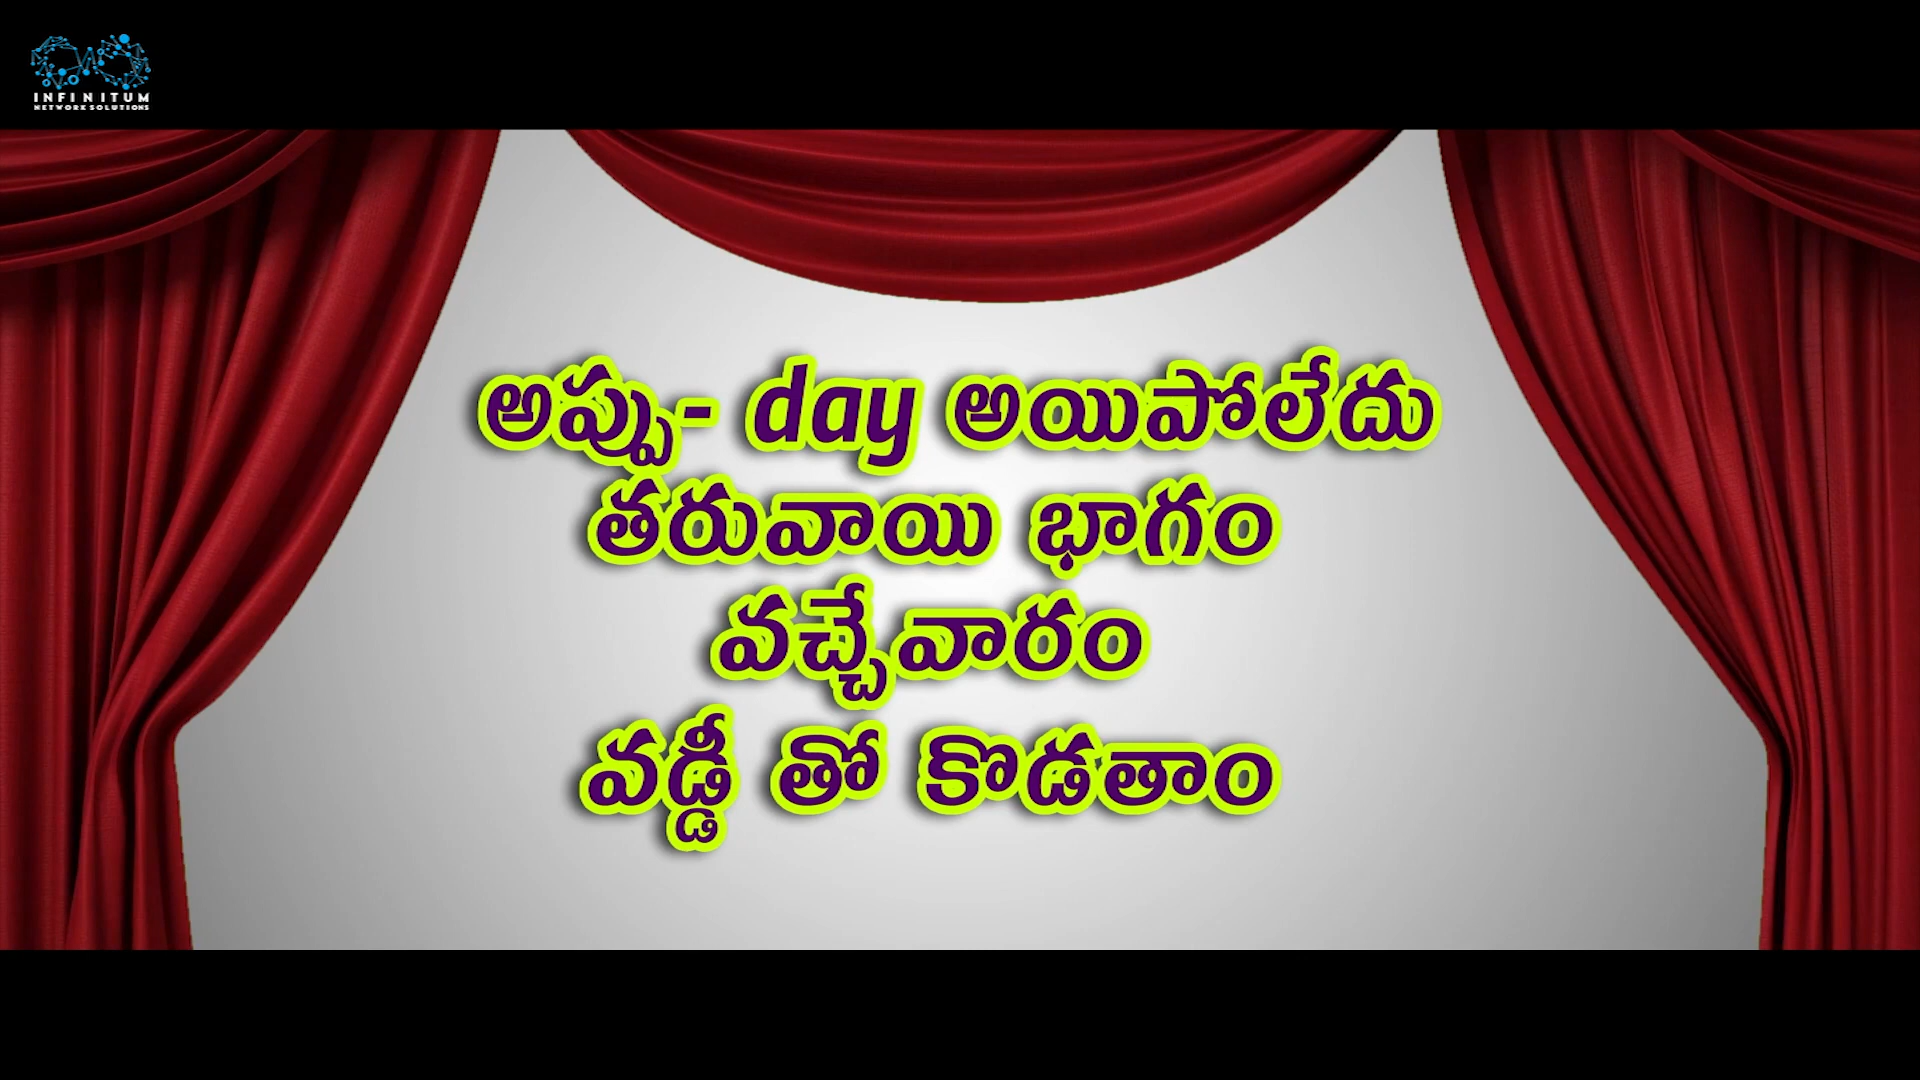 INFINITUM
NETWORK SOLUTIONS
అప్పు- day అయిపోలేదు
తరువాయి భాగం
వచ్చేవారం
వడ్డీ తో కొడతాం